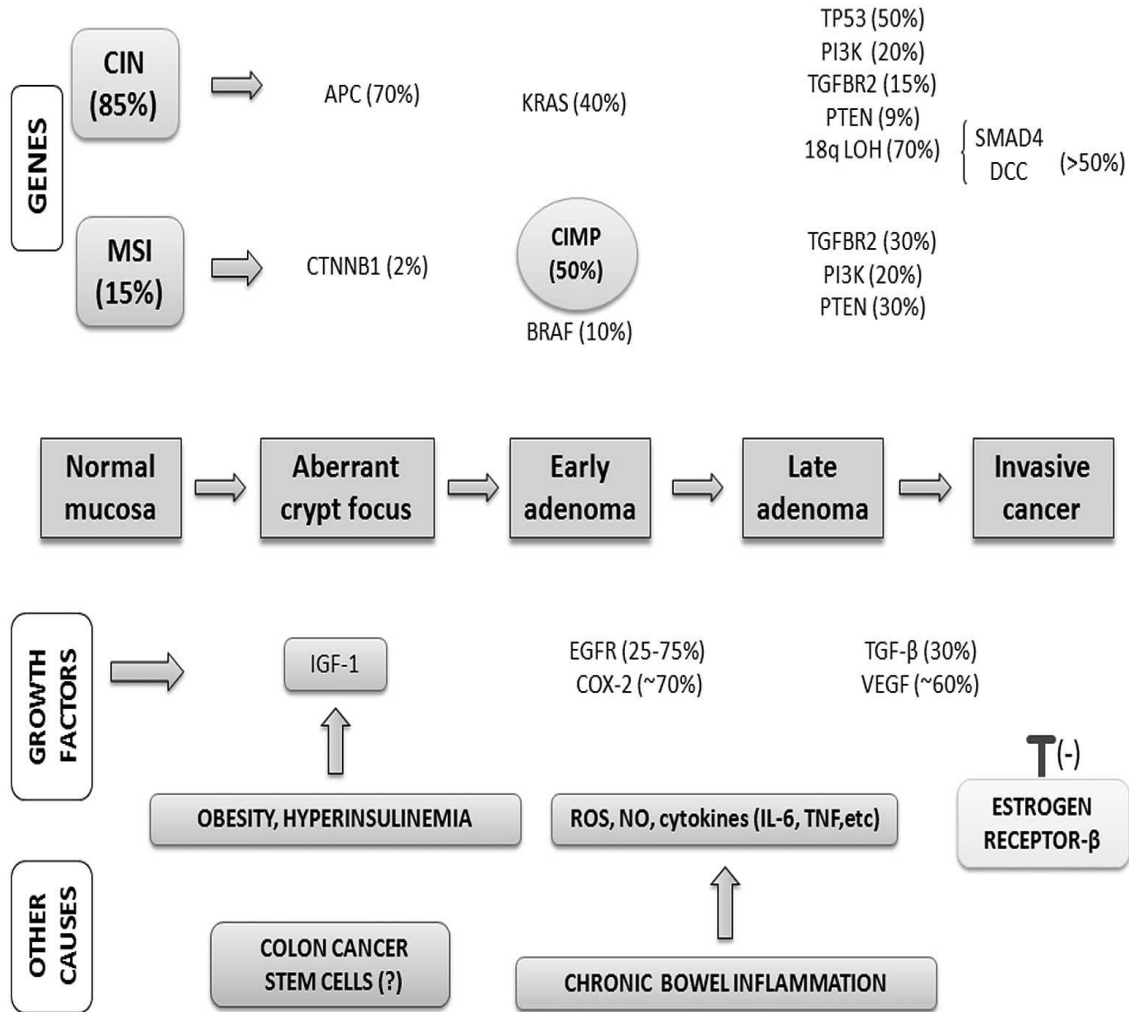 GENES
CIN
(85%)
APC (70%)
KRAS (40%)
TP53 (50%)
PI3K (20%)
TGFBR2 (15%)
PTEN (9%)
18q LOH (70%)
SMAD4
DCC
(>50%)
MSI
(15%)
CTNNB1 (2%)
CIMP
(50%)
BRAF (10%)
TGFBR2 (30%)
PI3K (20%)
PTEN (30%)
Normal
mucosa
Aberrant
crypt focus
Early
adenoma
Late
adenoma
Invasive
cancer
GROWTH
FACTORS
IGF-1
EGFR (25-75%)
COX-2 (~70%)
TGF-β (30%)
VEGF (~60%)
(-)
ESTROGEN
RECEPTOR-β
OBESITY, HYPERINSULINEMIA
ROS, NO, cytokines (IL-6, TNF,etc)
OTHER
CAUSES
COLON CANCER
STEM CELLS (?)
CHRONIC BOWEL INFLAMMATION